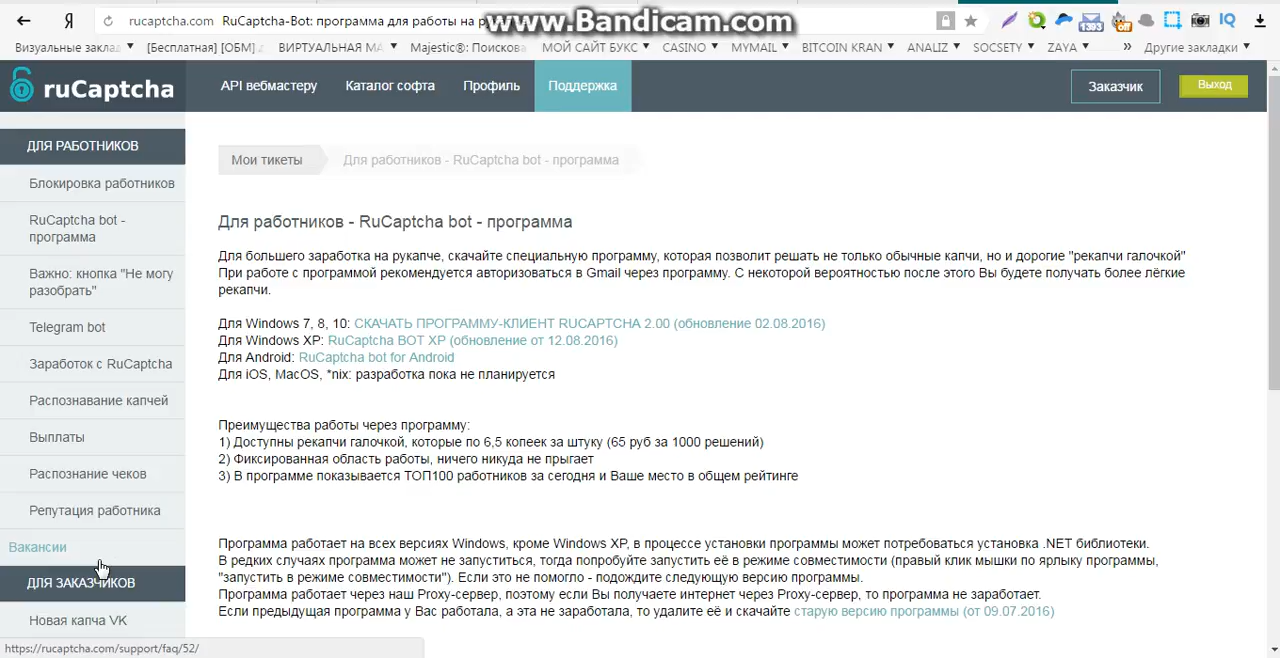 rucaptcha.com RuCaptcha-Bot: программа для работы на р
www.Bandicam.com
1393
off
IQ
Визуальные заклад
[Бесплатная] [ОБМ]
ВИРТУАЛЬНАЯ МА
Majestic®: Поискова
МОЙ САЙТ БУКС
CASINO
MYMAIL
BITCOIN KRAN
ANALIZ
SOCSETY
ZAYA
» Другие закладки
ruCaptcha
API вебмастеру
Каталог софта
Профиль
Поддержка
Заказчик
Выход
ДЛЯ РАБОТНИКОВ
Блокировка работников
RuCaptcha bot -
программа
Важно: кнопка "Не могу
разобрать"
Telegram bot
Заработок с RuCaptcha
Распознавание капчей
Выплаты
Распознание чеков
Репутация работника
Вакансии
ДЛЯ ЗАКАЗЧИКОВ
Новая капча VK
https://rucaptcha.com/support/faq/52/
Мои тикеты
Для работников - RuCaptcha bot - программа
Для работников - RuCaptcha bot - программа
Для большего заработка на рукапче, скачайте специальную программу, которая позволит решать не только обычные капчи, но и дорогие "рекапчи галочкой"
При работе с программой рекомендуется авторизоваться в Gmail через программу. С некоторой вероятностью после этого Вы будете получать более лёгкие
рекапчи.
Для Windows 7, 8, 10: СКАЧАТЬ ПРОГРАММУ-КЛИЕНТ RUCAPTCHA 2.00 (обновление 02.08.2016)
Для Windows XP: RuCaptcha BOT XP (обновление от 12.08.2016)
Для Android: RuCaptcha bot for Android
Для iOS, MacOS, *nix: разработка пока не планируется
Преимущества работы через программу:
1) Доступны рекапчи галочкой, которые по 6,5 копеек за штуку (65 руб за 1000 решений)
2) Фиксированная область работы, ничего никуда не прыгает
3) В программе показывается ТОП100 работников за сегодня и Ваше место в общем рейтинге
Программа работает на всех версиях Windows, кроме Windows XP, в процессе установки программы может потребоваться установка .NET библиотеки.
В редких случаях программа может не запуститься, тогда попробуйте запустить её в режиме совместимости (правый клик мышки по ярлыку программы,
"запустить в режиме совместимости"). Если это не помогло - подождите следующую версию программы.
Программа работает через наш Proxy-сервер, поэтому если Вы получаете интернет через Proxy-сервер, то программа не заработает.
Если предыдущая программа у Вас работала, а эта не заработала, то удалите её и скачайте старую версию программы (от 09.07.2016)